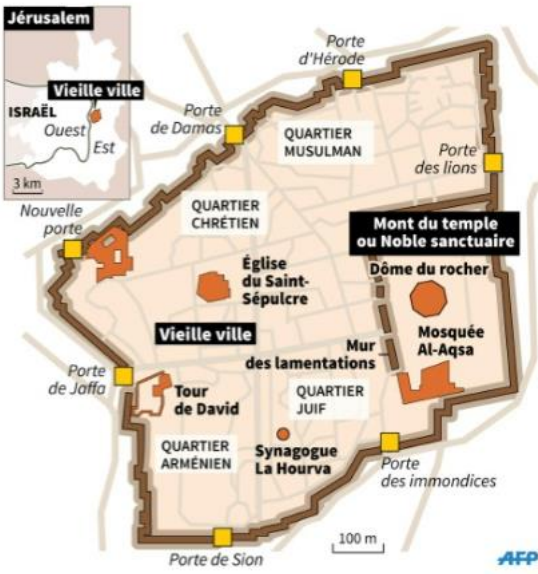 Jérusalem
Vieille ville
ISRAËL
Ouest
Est
3 km
Porte
d'Hérode
Porte
de Damas
QUARTIER
MUSULMAN
Porte
des lions
Nouvelle
porte
QUARTIER
CHRÉTIEN
Mont du temple
ou Noble sanctuaire
Dôme du rocher
Église
du Saint-
Sépulcre
Mosquée
Al-Aqsa
Vieille ville
Mur
des lamentations
Porte
de Jaffa
Tour
de David
QUARTIER
JUIF
QUARTIER
ARMÉNIEN
Synagogue
La Hourva
Porte
des immondices
Porte de Sion
100 m
AFP